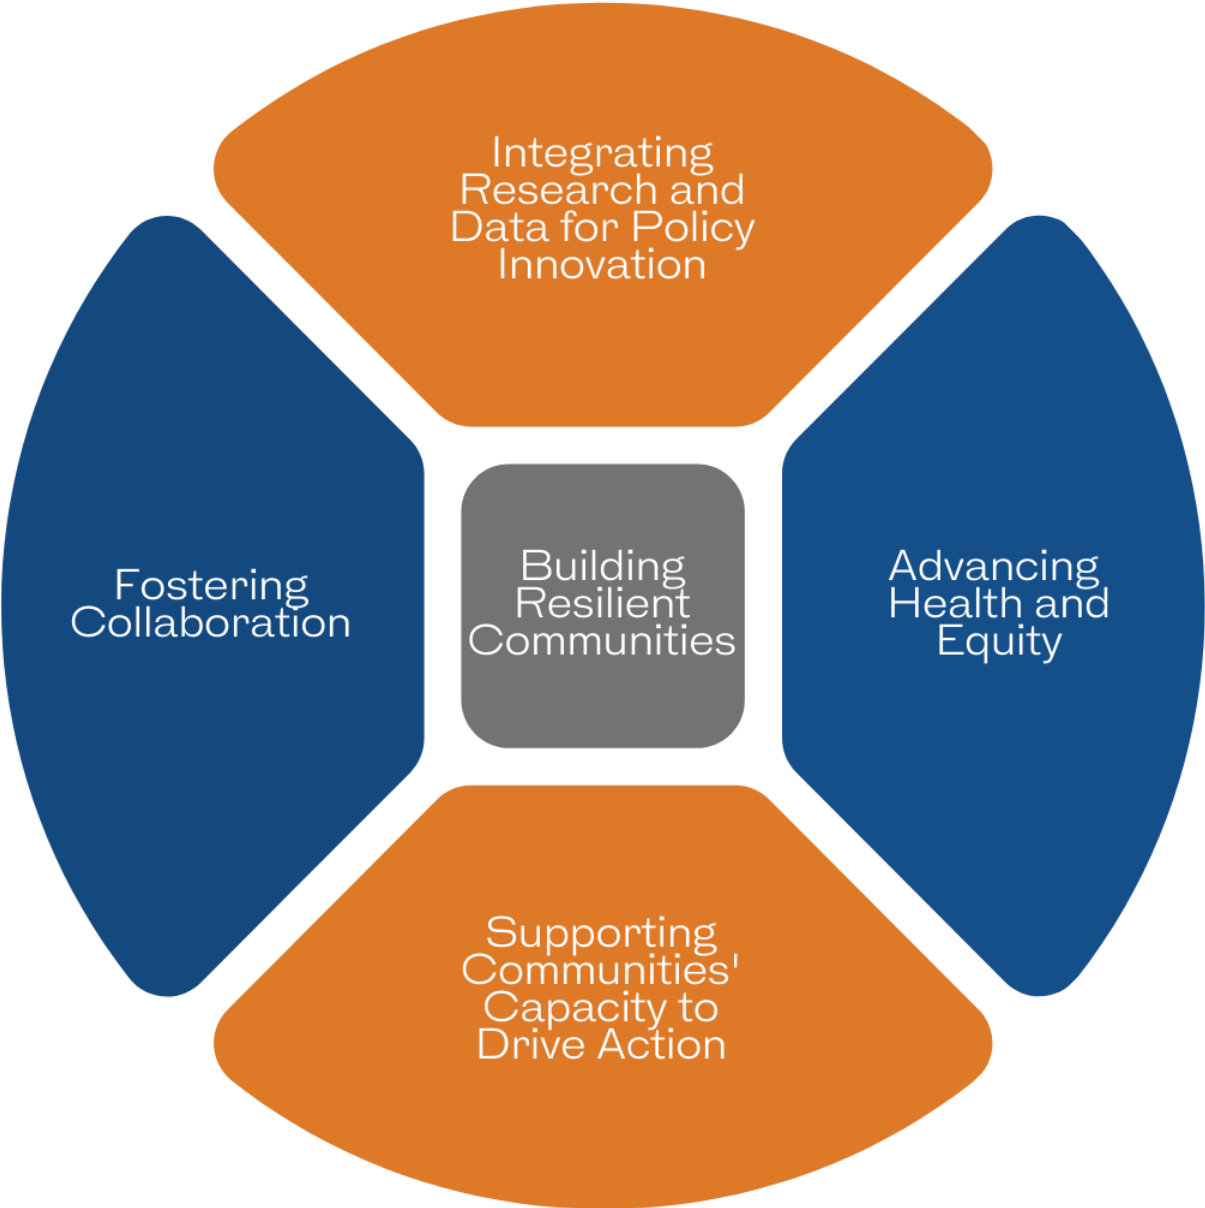 Integrating
Research and
Data for Policy
Innovation
Fostering
Collaboration
Building
Resilient
Communities
Advancing
Health and
Equity
Supporting
Communities'
Capacity to
Drive Action